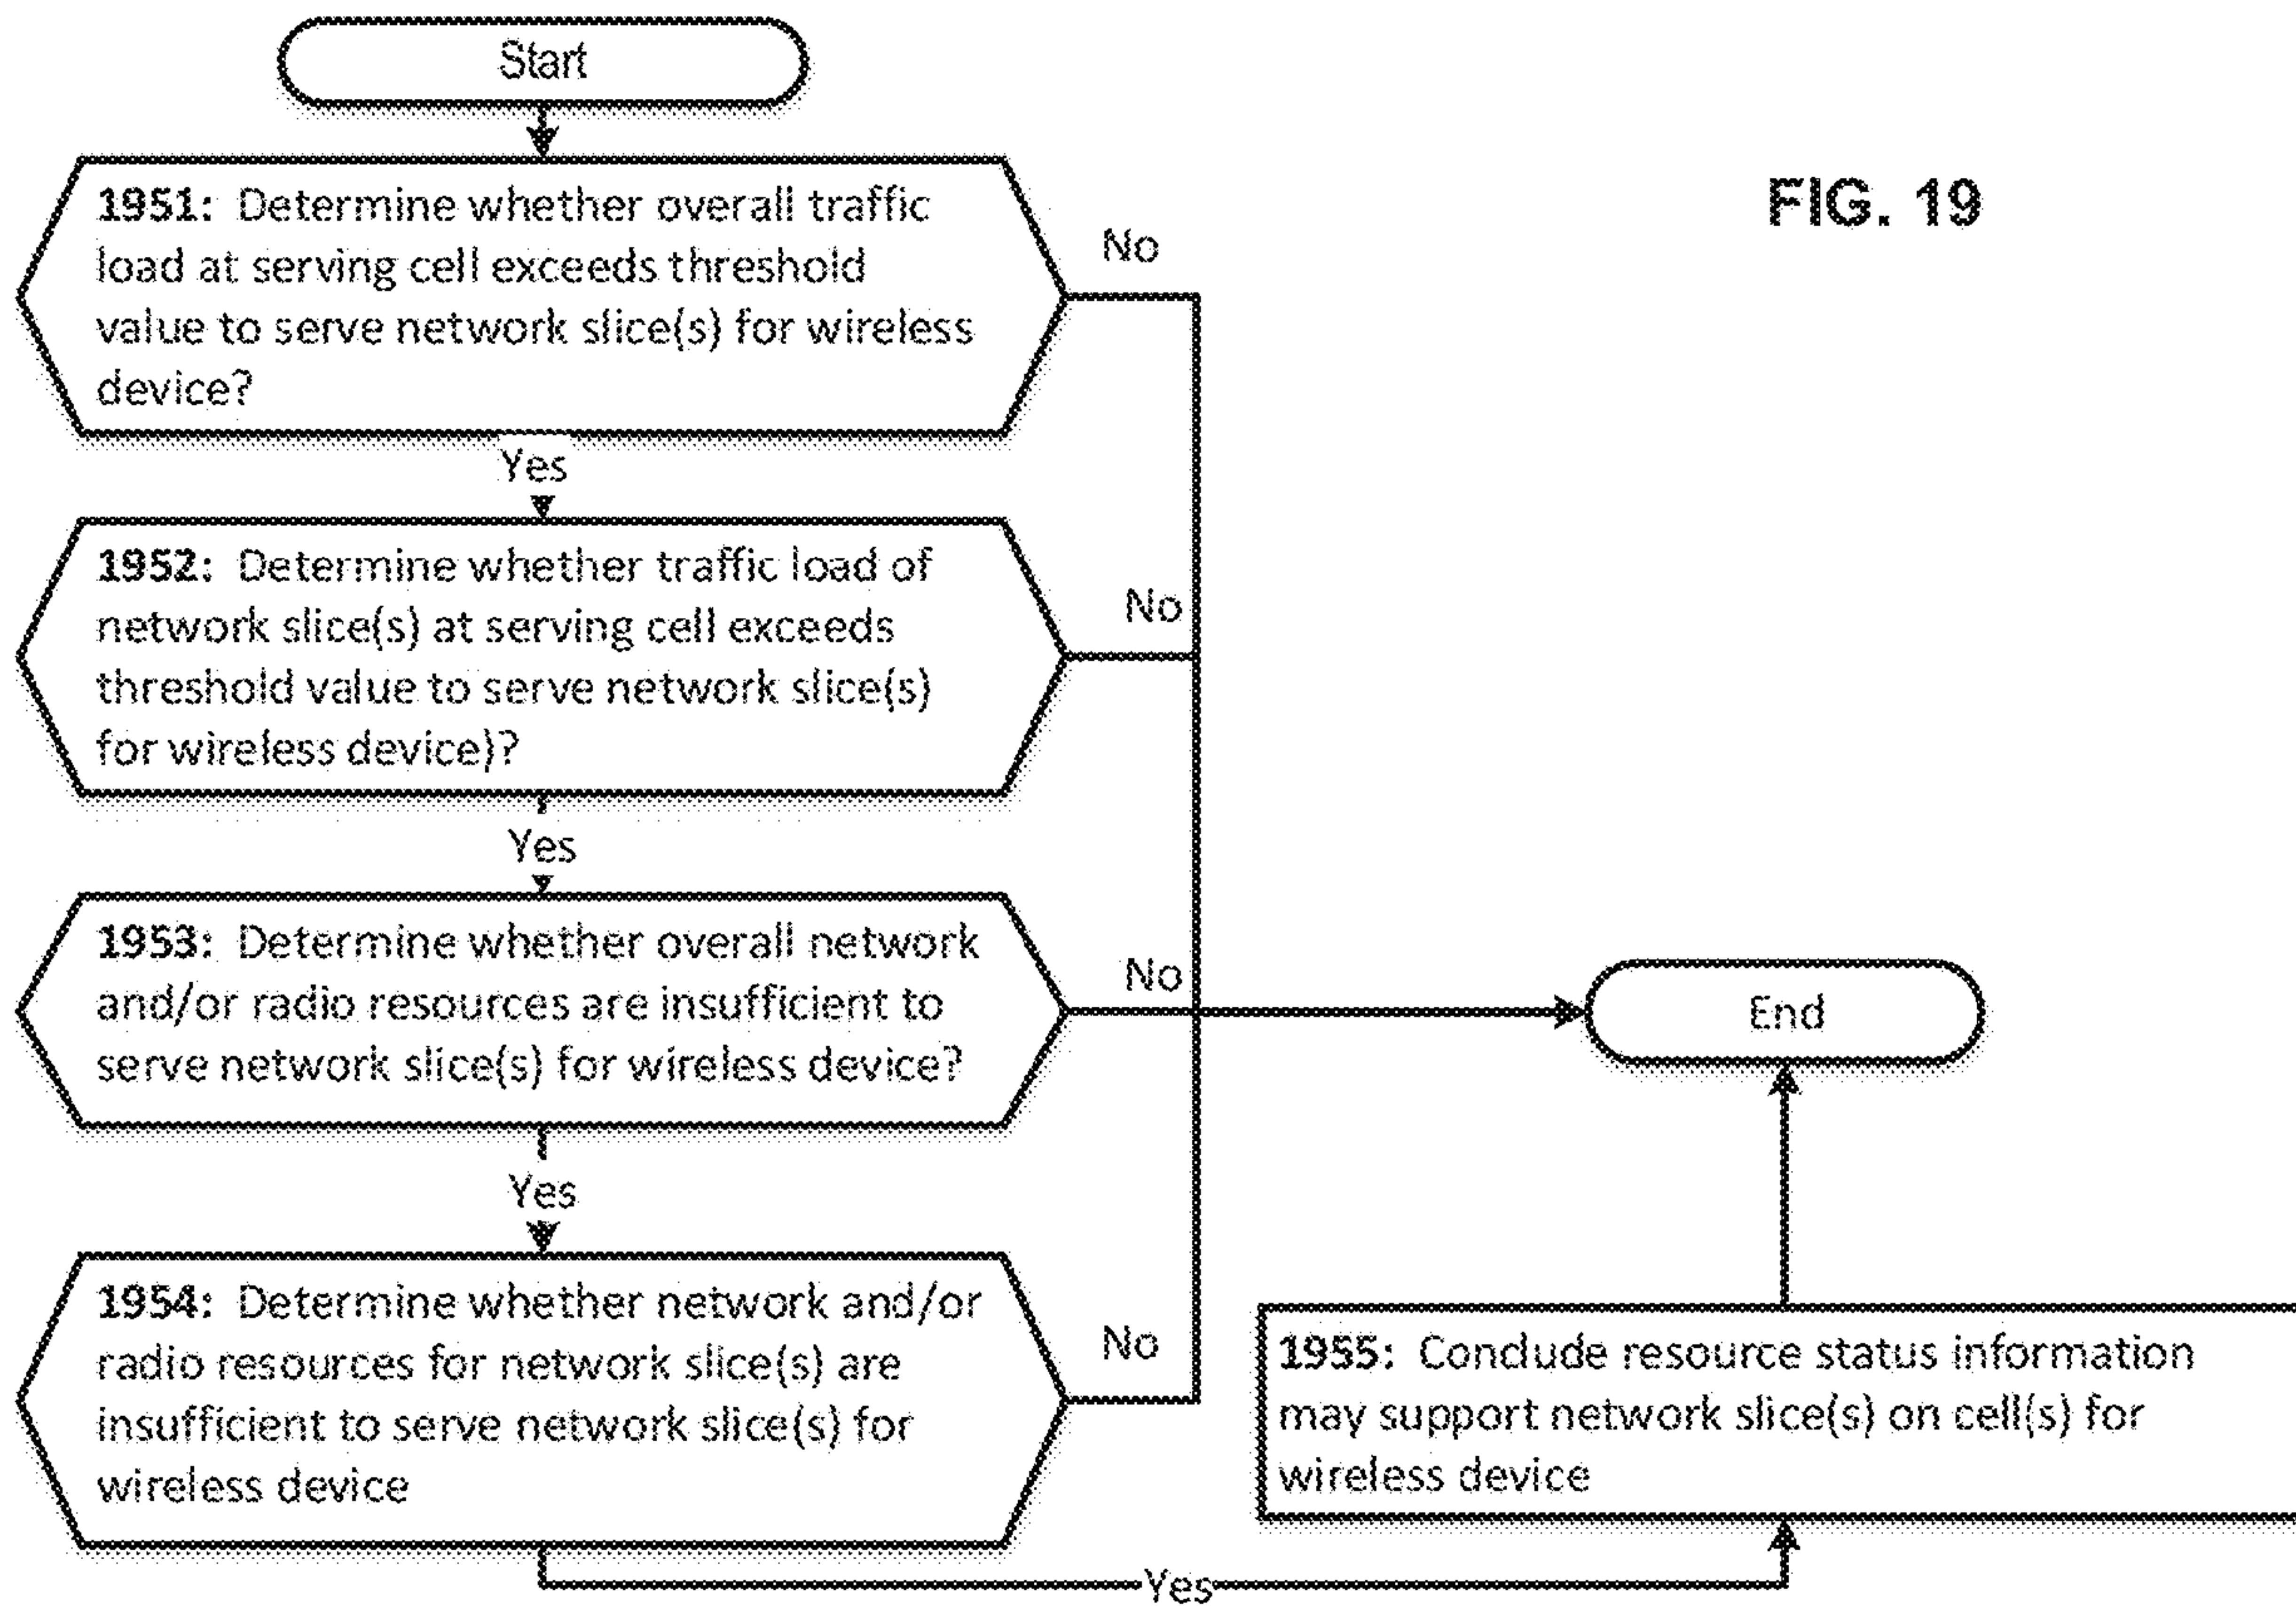 Start
FIG. 19
1951: Determine whether overall traffic
load at serving cell exceeds threshold
value to serve network slice(s) for wireless
device?
No
Yes
1952: Determine whether traffic load of
network slice(s) at serving cell exceeds
threshold value to serve network slice(s)
for wireless device)?
No
Yes
1953: Determine whether overall network
and/or radio resources are insufficient to
serve network slice(s) for wireless device?
No
End
Yes
1954: Determine whether network and/or
radio resources for network slice(s) are
insufficient to serve network slice(s) for
wireless device
No
1955: Conclude resource status information
may support network slice(s) on cell(s) for
wireless device
Yes